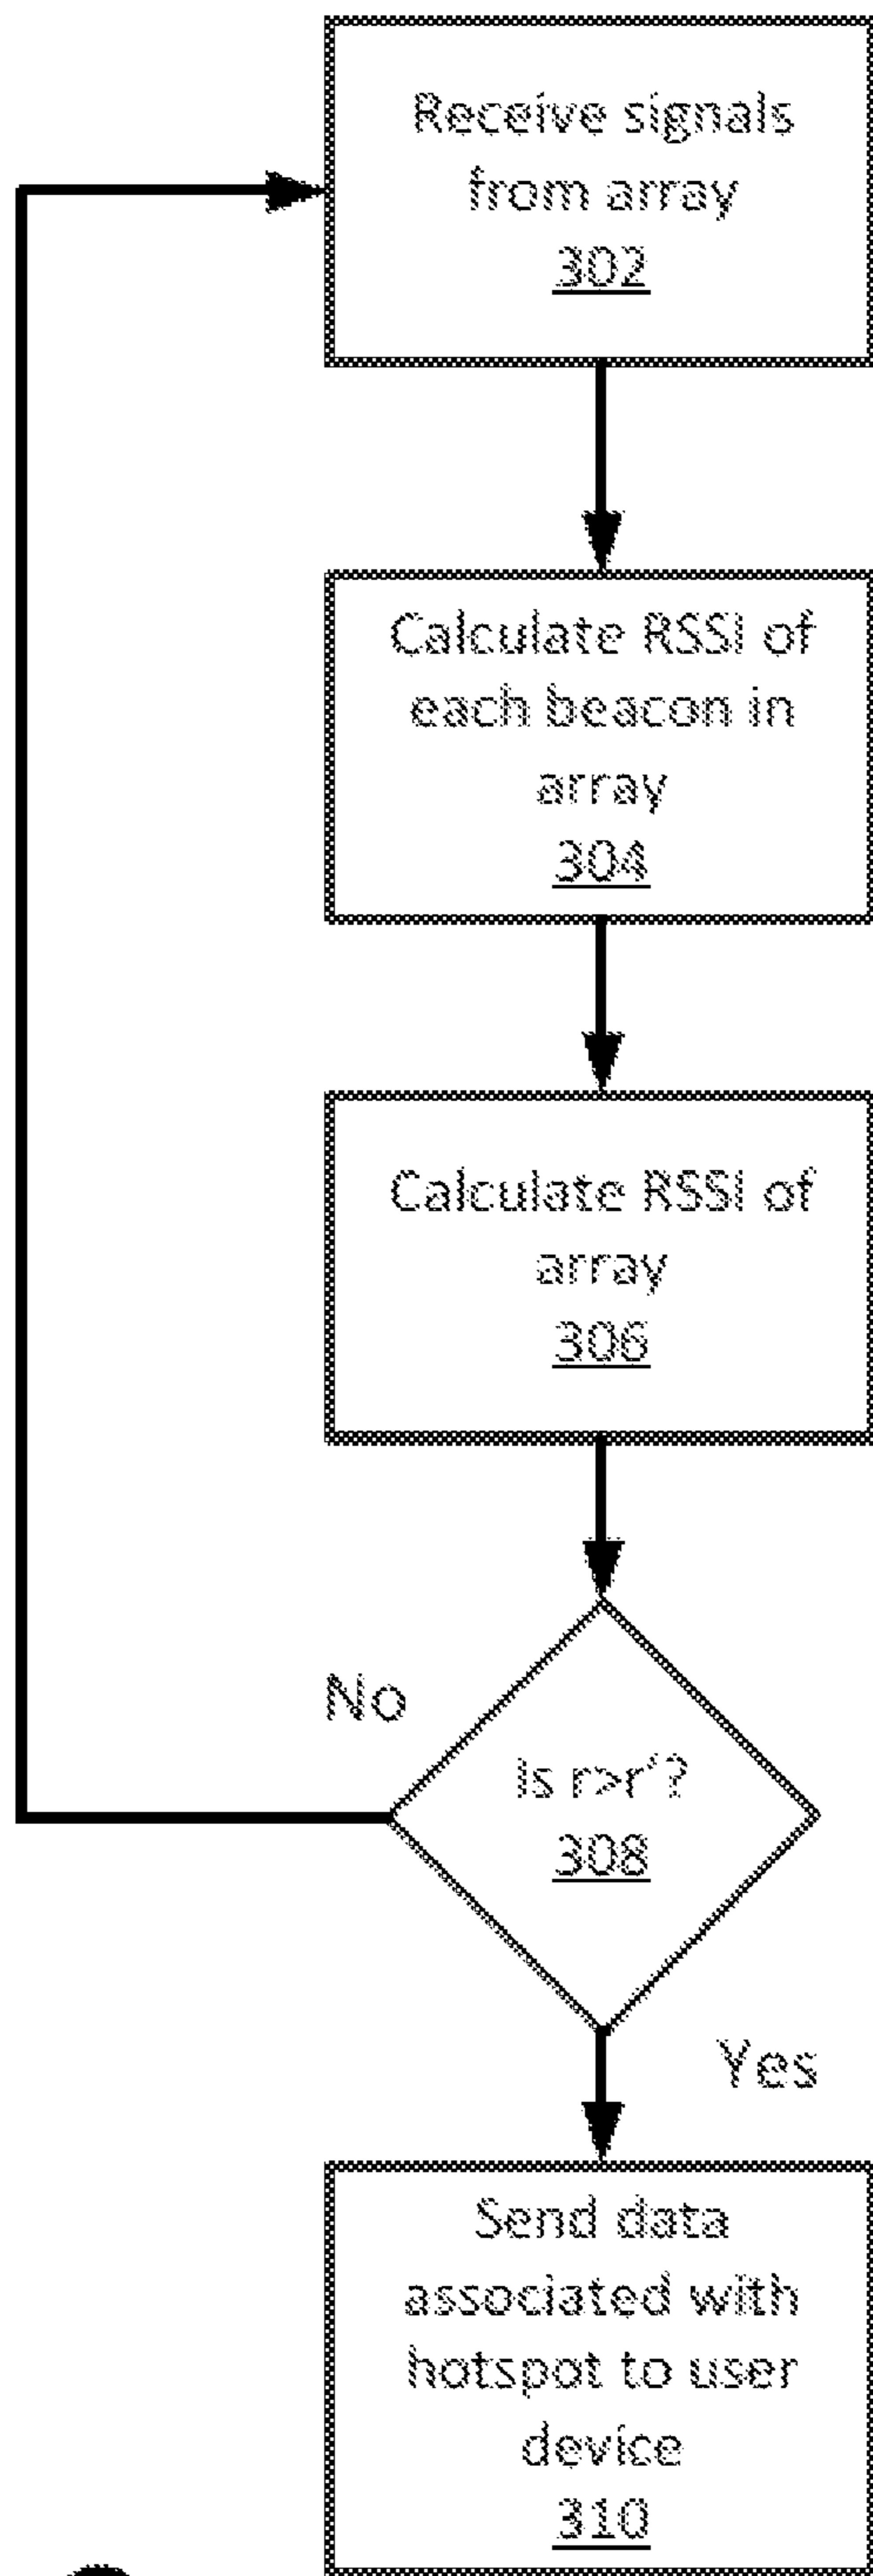 Receive signals
from array
302
Calculate RSSI of
each beacon in
array
304
Calculate RSSI of
array
306
No
Is r>r'?
308
Yes
Send data
associated with
hotspot to user
device
310